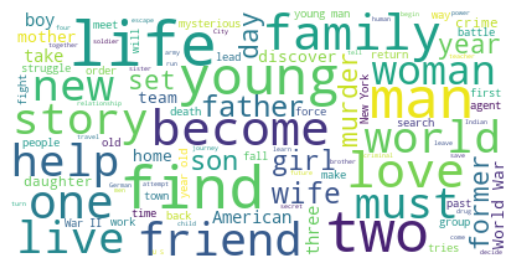 boy four mysterious meet escape City life day young man family way year begin power human
mother soldier will discover crime together
take army sister lead return battle tell teacher
struggle run new order set young woman
fight team father murder New York first agent Indian
story become man
death force search world
people relationship old home son fall girl journey learn brother travel leave
help find love save
daughter German attempt year old town wife make criminal former World War
one War II work time back American three past drug group
live friend must two tries
turn child secret come decide